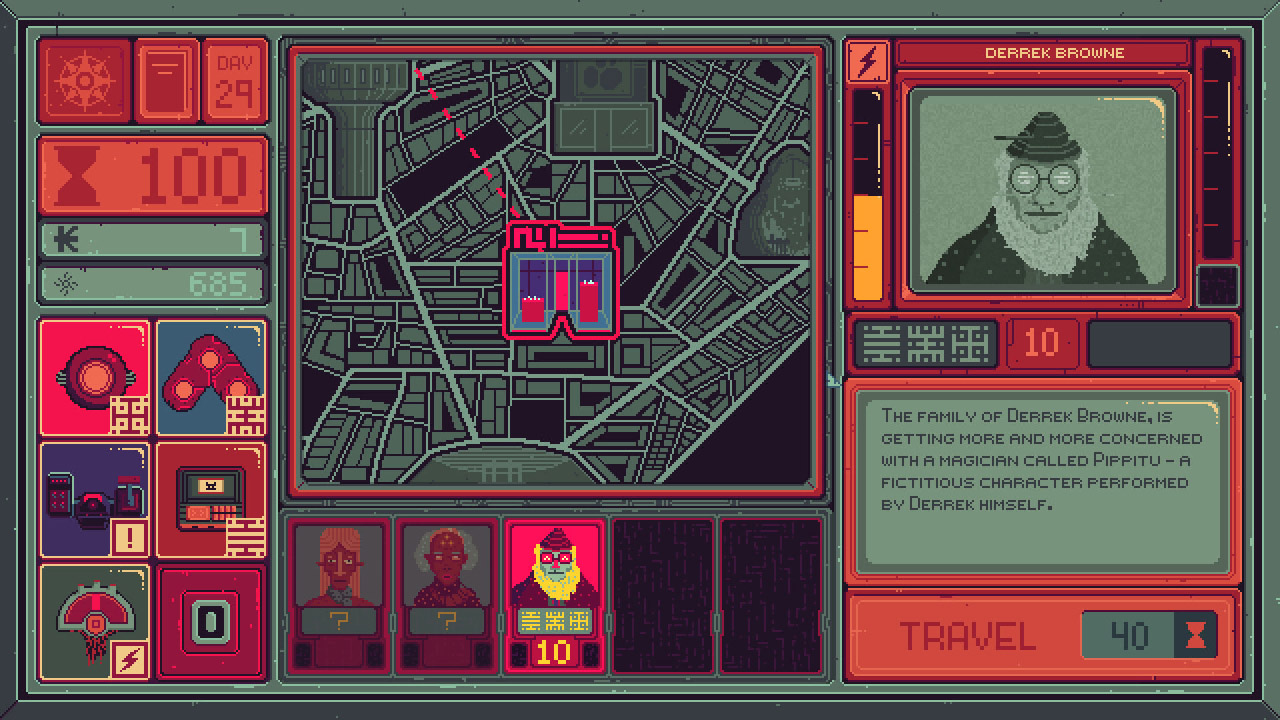 DAY
29
100
7
685
!
0
?
?
10
DERREK BROWNE
10
THE FAMILY OF DERREK BROWNE, IS
GETTING MORE AND MORE CONCERNED
WITH A MAGICIAN CALLED PIPPITU – A
FICTITIOUS CHARACTER PERFORMED
BY DERREK HIMSELF.
TRAVEL 40